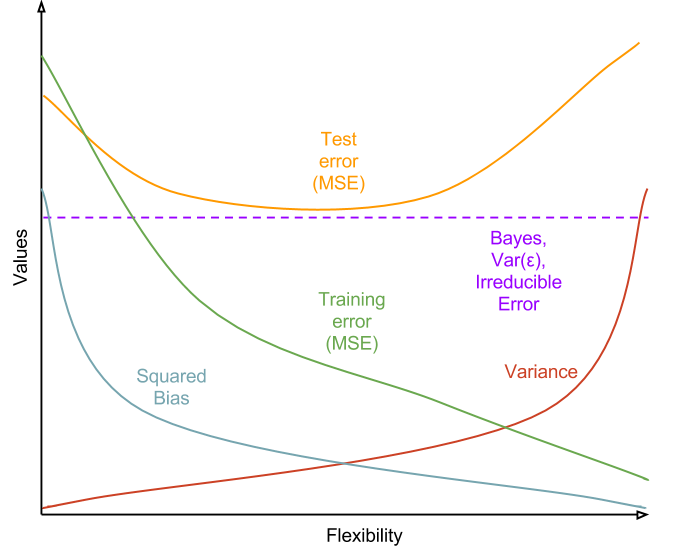 Test
error
(MSE)
Bayes,
Var(ε),
Irreducible
Error
Values
Training
error
(MSE)
Squared
Bias
Variance
Flexibility